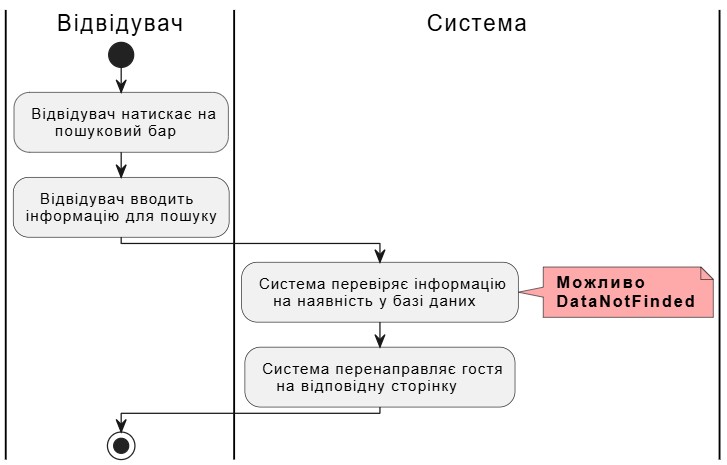 Відвідувач
Система
Відвідувач натискає на
пошуковий бар
Відвідувач вводить
інформацію для пошуку
Система перевіряє інформацію
на наявність у базі даних
Можливо
DataNotFinded
Система перенаправляє гостя
на відповідну сторінку